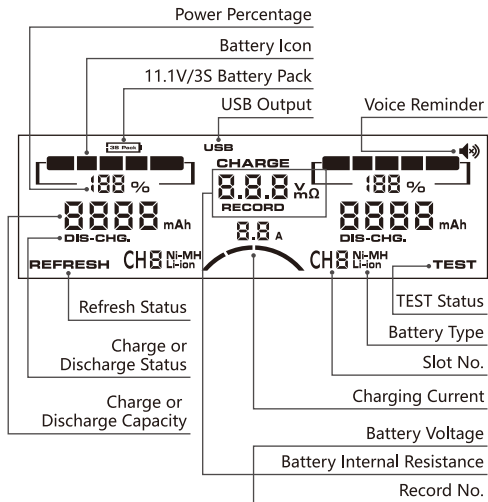 Power Percentage
Battery Icon
11.1V/3S Battery Pack
USB Output
Voice Reminder
3S Pack
USB
CHARGE
188 %
8.8.8 V mΩ
188 %
RECORD
8888 mAh
8.8 A
8888 mAh
DIS-CHG.
DIS-CHG.
REFRESH
CH8 Ni-MH Li-ion
CH8 Ni-MH Li-ion
TEST
Refresh Status
TEST Status
Battery Type
Charge or
Discharge Status
Slot No.
Charge or
Discharge Capacity
Charging Current
Battery Voltage
Battery Internal Resistance
Record No.